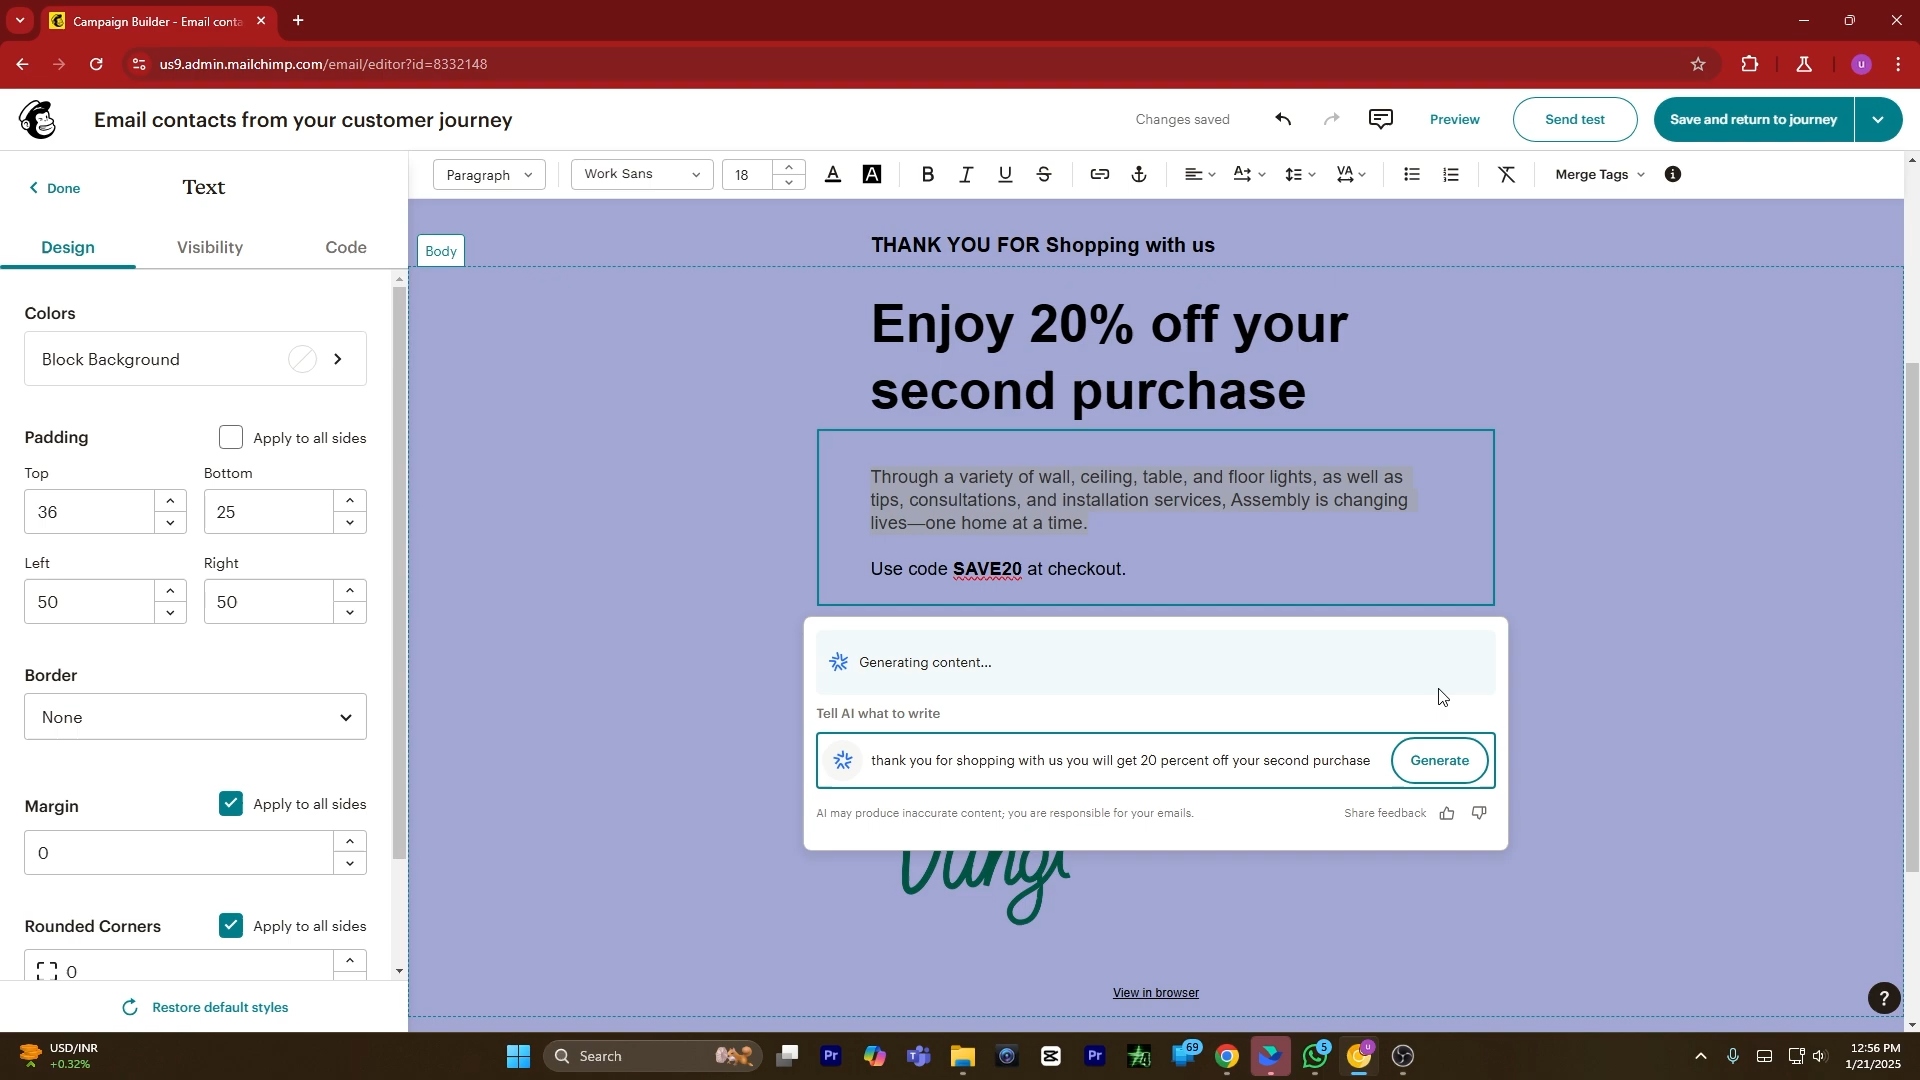 Campaign Builder - Email conta
us9.admin.mailchimp.com/email/editor?id=8332148
u
Email contacts from your customer journey
Changes saved
Preview
Send test
Save and return to journey
Done
Text
Paragraph
Work Sans
18
A
A
B
I
U
S
VA
Merge Tags
Design
Visibility
Code
Body
THANK YOU FOR Shopping with us
Enjoy 20% off your
second purchase
Colors
Block Background
Padding
Apply to all sides
Top
Bottom
36
25
Left
Right
50
50
Border
None
Margin
Apply to all sides
0
Rounded Corners
Apply to all sides
0
Restore default styles
Through a variety of wall, ceiling, table, and floor lights, as well as
tips, consultations, and installation services, Assembly is changing
lives—one home at a time.
Use code SAVE20 at checkout.
Generating content...
Tell AI what to write
thank you for shopping with us you will get 20 percent off your second purchase
Generate
AI may produce inaccurate content; you are responsible for your emails.
Share feedback
View in browser
?
USD/INR
+0.32%
Search
Pr
Pr
69
5
u
12:56 PM
1/21/2025